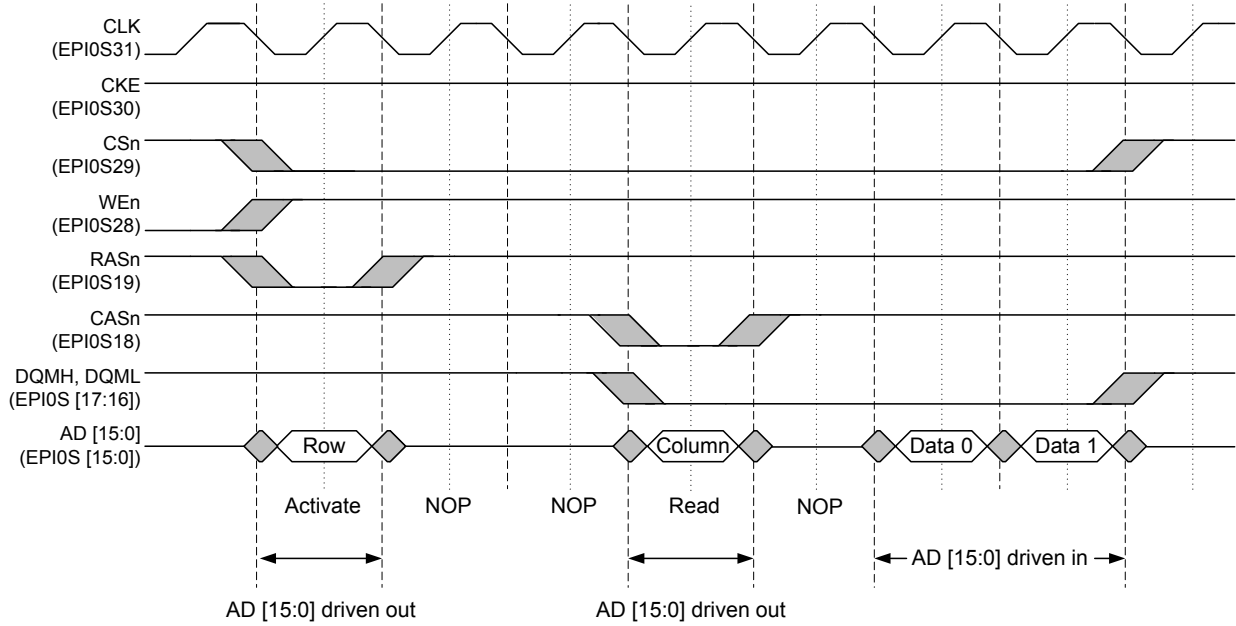 CLK
(EPI0S31)
CKE
(EPI0S30)
CSn
(EPI0S29)
WEn
(EPI0S28)
RASn
(EPI0S19)
CASn
(EPI0S18)
DQMH, DQML
(EPI0S [17:16])
AD [15:0]
(EPI0S [15:0])
Row Column Data 0 Data 1
Activate NOP NOP Read NOP
AD [15:0] driven in
AD [15:0] driven out AD [15:0] driven out